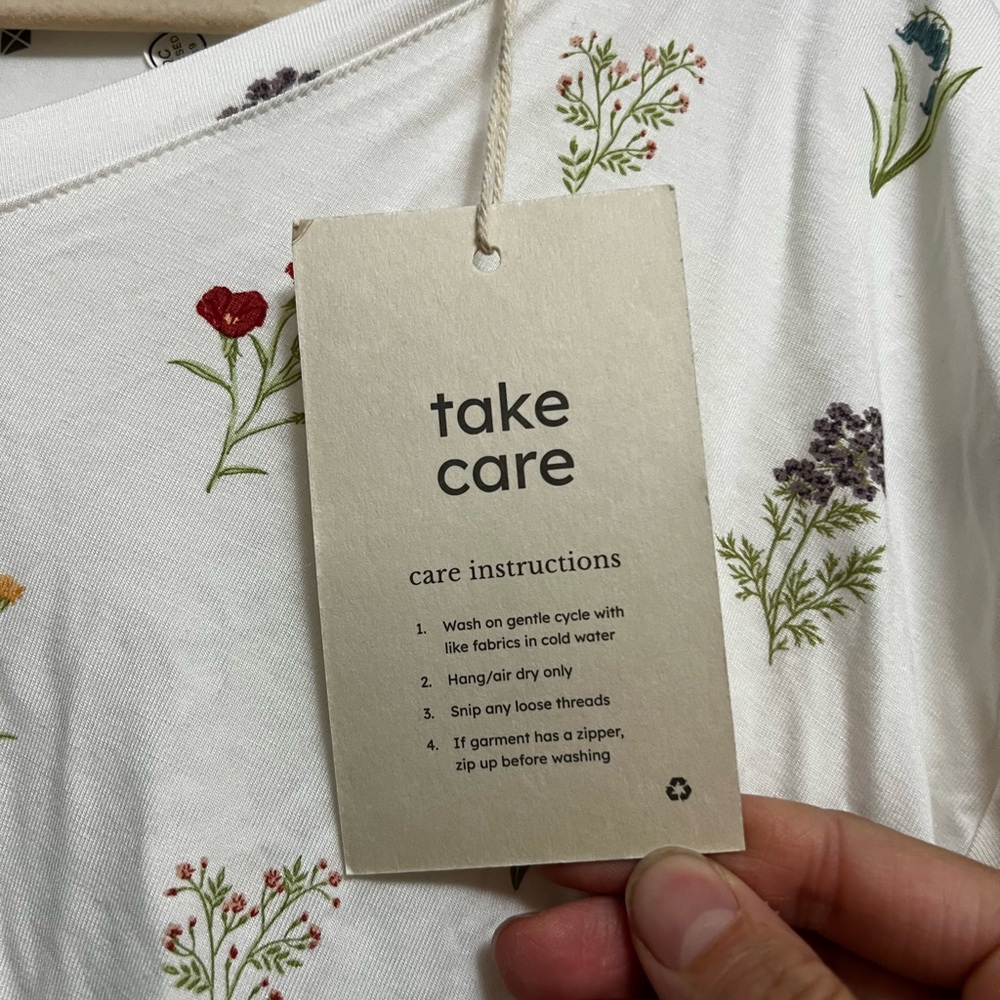 take
care
care instructions
1. Wash on gentle cycle with
like fabrics in cold water
2. Hang/air dry only
3. Snip any loose threads
4. If garment has a zipper,
zip up before washing